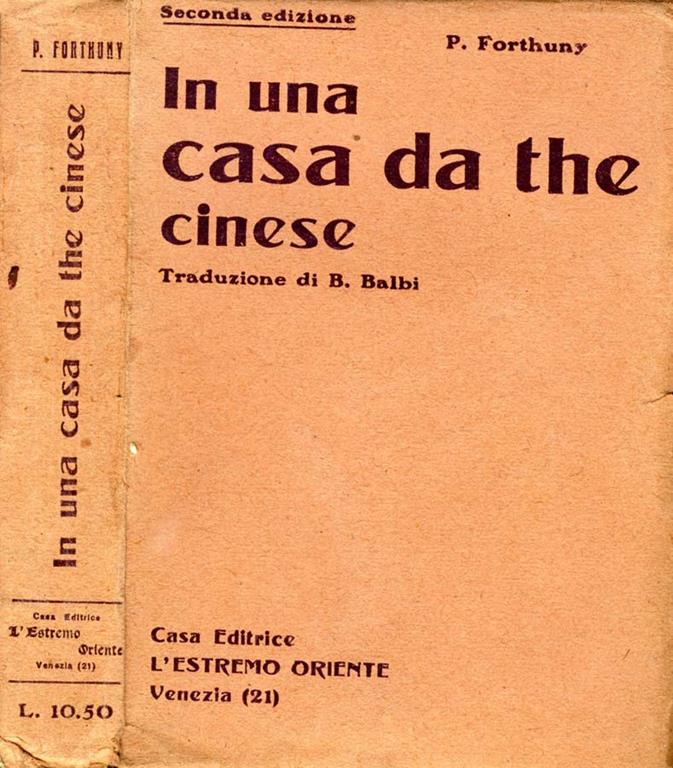 P. FORTHUNY
In una casa da the cinese
Casa Editrice
L'Estremo
Oriente
Venezia (21)
L. 10.50
Seconda edizione
P. Forthuny
In una
casa da the
cinese
Traduzione di B. Balbi
Casa Editrice
L'ESTREMO ORIENTE
Venezia (21)